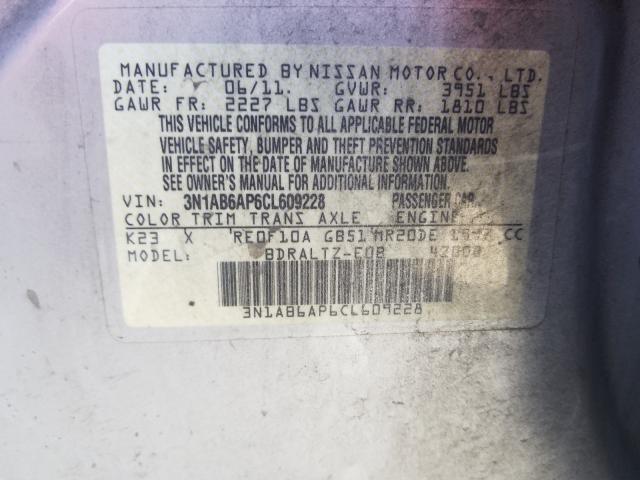 MANUFACTURED BY NISSAN MOTOR CO., LTD.
DATE: 06/11. GVWR: 3951 LBS
GAWR FR: 2227 LBS GAWR RR: 1810 LBS
THIS VEHICLE CONFORMS TO ALL APPLICABLE FEDERAL MOTOR
VEHICLE SAFETY, BUMPER AND THEFT PREVENTION STANDARDS
IN EFFECT ON THE DATE OF MANUFACTURE SHOWN ABOVE.
SEE OWNER'S MANUAL FOR ADDITIONAL INFORMATION.
VIN: 3N1AB6AP6CL609228 PASSENGER CAR
COLOR TRIM TRANS AXLE ENGINE
K23 X RE0F10A GB51 MR20DE CC
MODEL: BDRALTZ-EUB
3N1AB6AP6CL609228